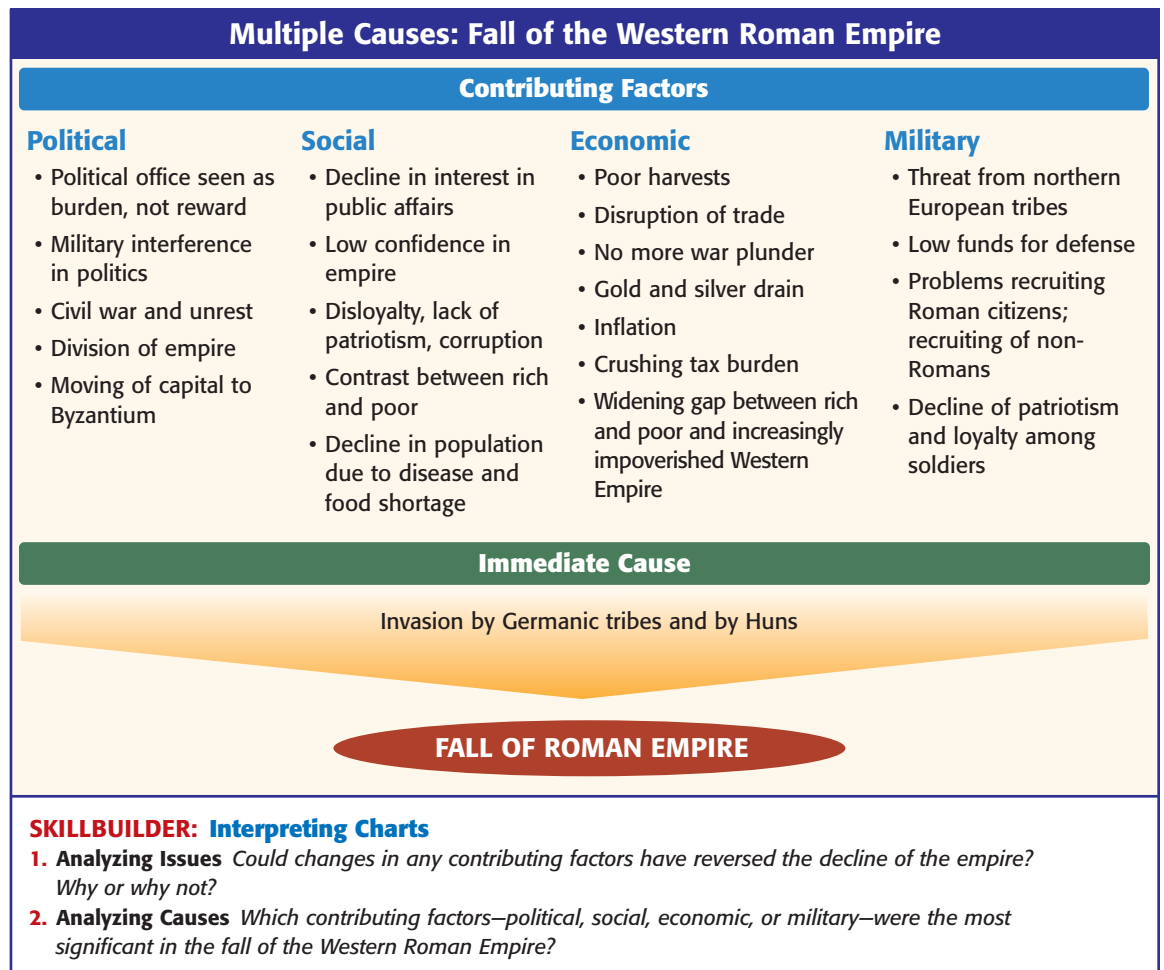 Multiple Causes: Fall of the Western Roman Empire
Contributing Factors
Political
• Political office seen as
burden, not reward
• Military interference
in politics
• Civil war and unrest
• Division of empire
• Moving of capital to
Byzantium
Social
• Decline in interest in
public affairs
• Low confidence in
empire
• Disloyalty, lack of
patriotism, corruption
• Contrast between rich
and poor
• Decline in population
due to disease and
food shortage
Economic
• Poor harvests
• Disruption of trade
• No more war plunder
• Gold and silver drain
• Inflation
• Crushing tax burden
• Widening gap between rich
and poor and increasingly
impoverished Western
Empire
Military
• Threat from northern
European tribes
• Low funds for defense
• Problems recruiting
Roman citizens;
recruiting of non-
Romans
• Decline of patriotism
and loyalty among
soldiers
Immediate Cause
Invasion by Germanic tribes and by Huns
FALL OF ROMAN EMPIRE
SKILLBUILDER: Interpreting Charts
1. Analyzing Issues Could changes in any contributing factors have reversed the decline of the empire?
Why or why not?
2. Analyzing Causes Which contributing factors—political, social, economic, or military—were the most
significant in the fall of the Western Roman Empire?